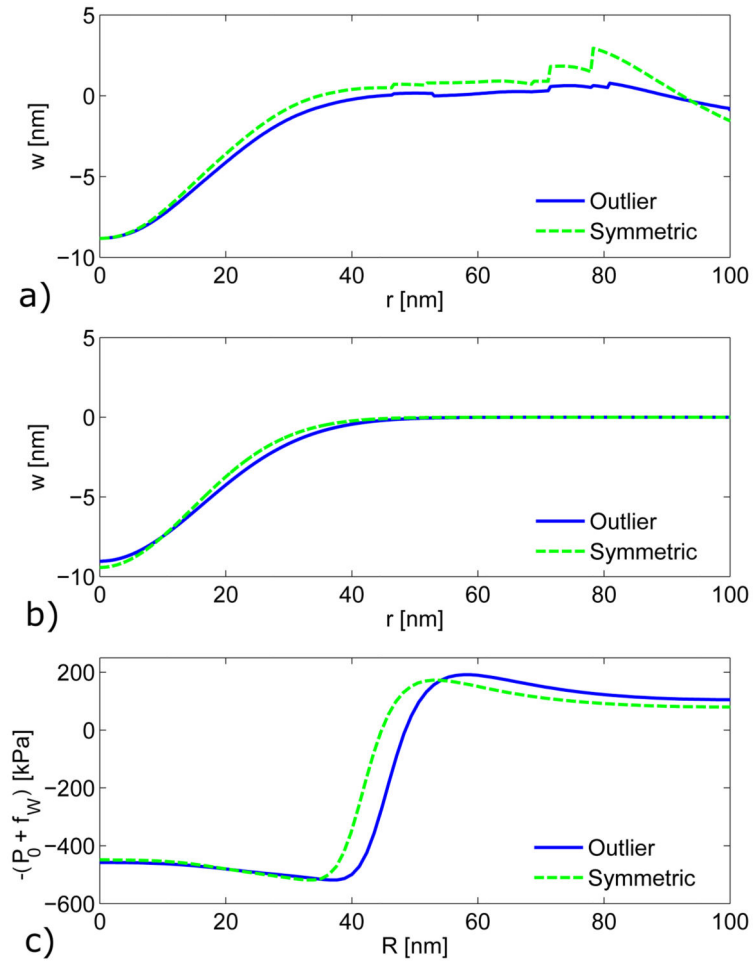 5
0
−5
−10
w [nm]
Outlier
Symmetric
0 20 40 60 80 100
a)
r [nm]
5
0
−5
−10
w [nm]
Outlier
Symmetric
0 20 40 60 80 100
b)
r [nm]
200
0
−200
−400
−600
-(P_0 + f_W) [kPa]
Outlier
Symmetric
0 20 40 60 80 100
c)
R [nm]